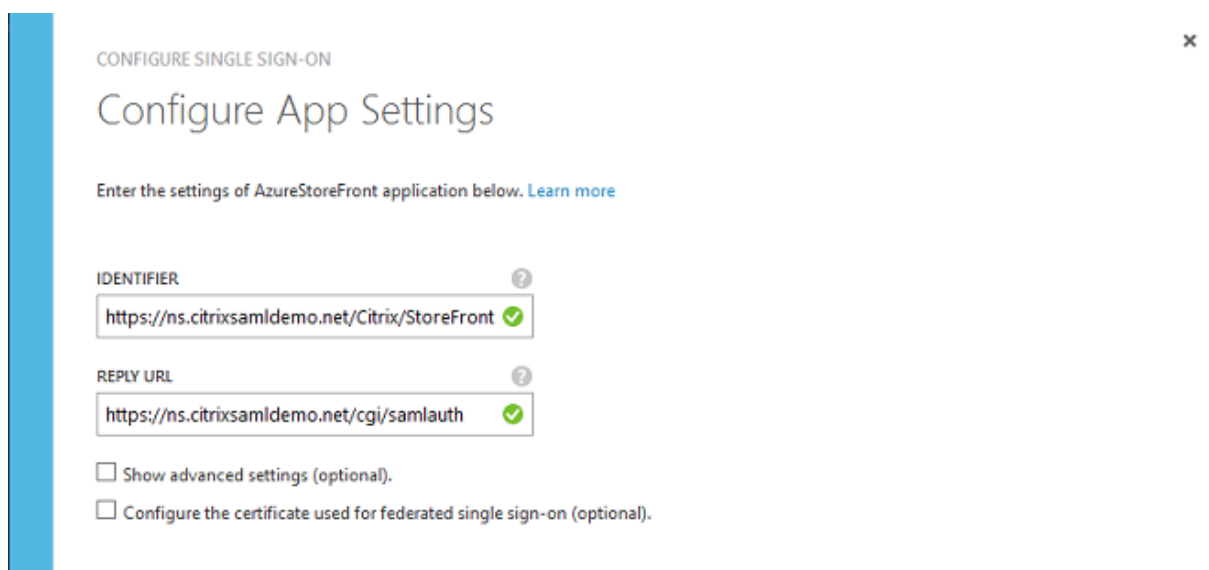 CONFIGURE SINGLE SIGN-ON
Configure App Settings
Enter the settings of AzureStoreFront application below. Learn more
IDENTIFIER
https://ns.citrixsamldemo.net/Citrix/StoreFront
REPLY URL
https://ns.citrixsamldemo.net/cgi/samlauth
Show advanced settings (optional).
Configure the certificate used for federated single sign-on (optional).